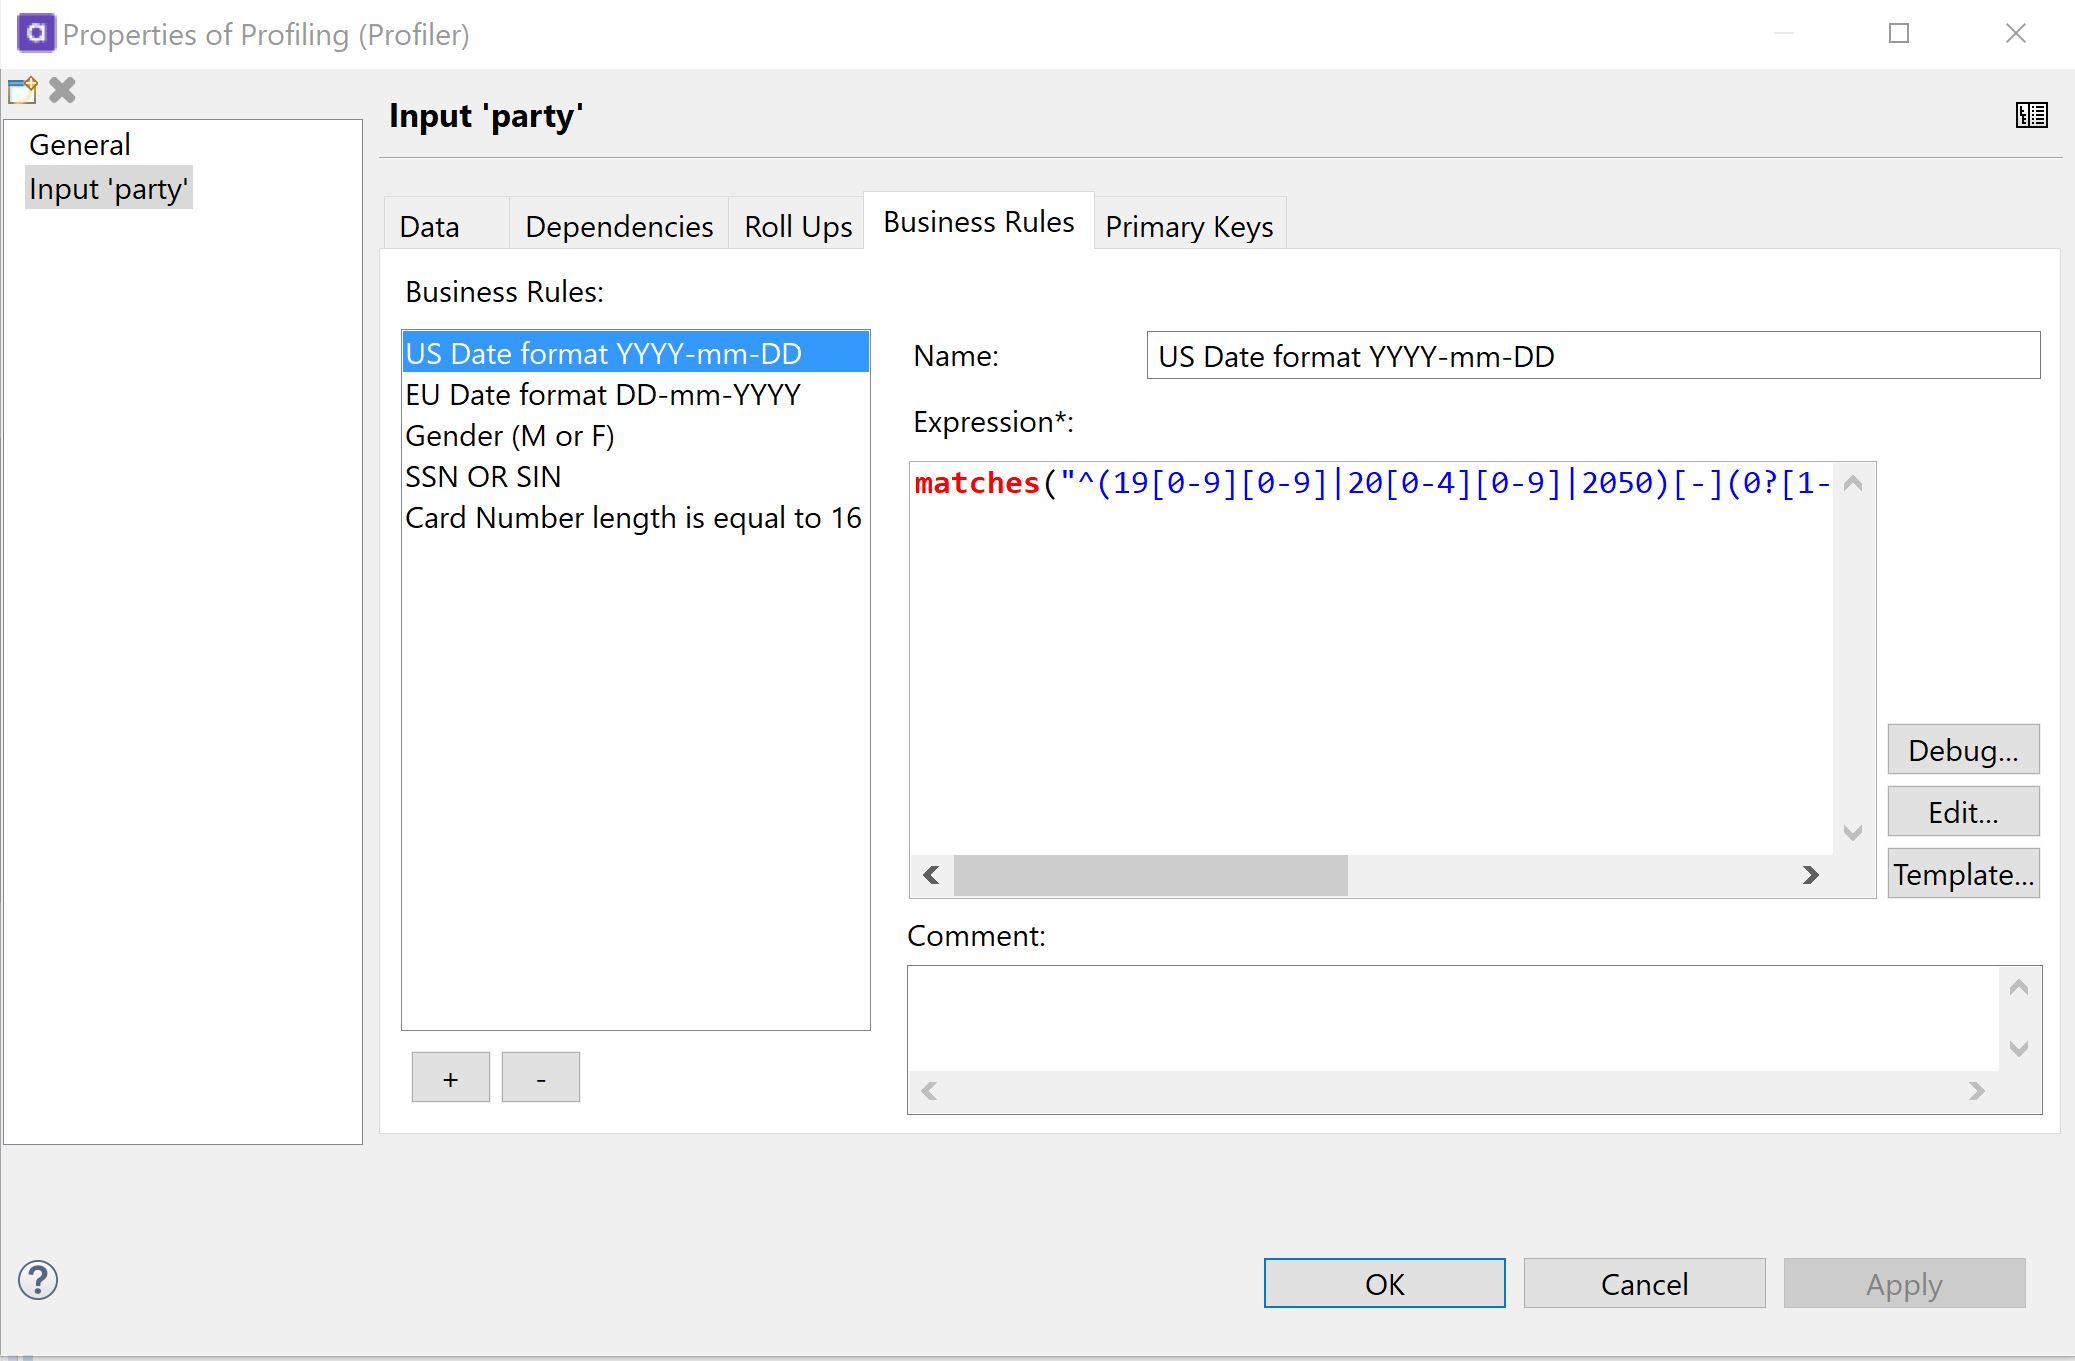 Properties of Profiling (Profiler)
General
Input 'party'
Input 'party'
Data
Dependencies
Roll Ups
Business Rules
Primary Keys
Business Rules:
US Date format YYYY-mm-DD
EU Date format DD-mm-YYYY
Gender (M or F)
SSN OR SIN
Card Number length is equal to 16
+
-
Name:
US Date format YYYY-mm-DD
Expression*:
matches("^(19[0-9][0-9]|20[0-4][0-9]|2050)[-](0?[1-
Debug...
Edit...
Template...
Comment:
OK
Cancel
Apply